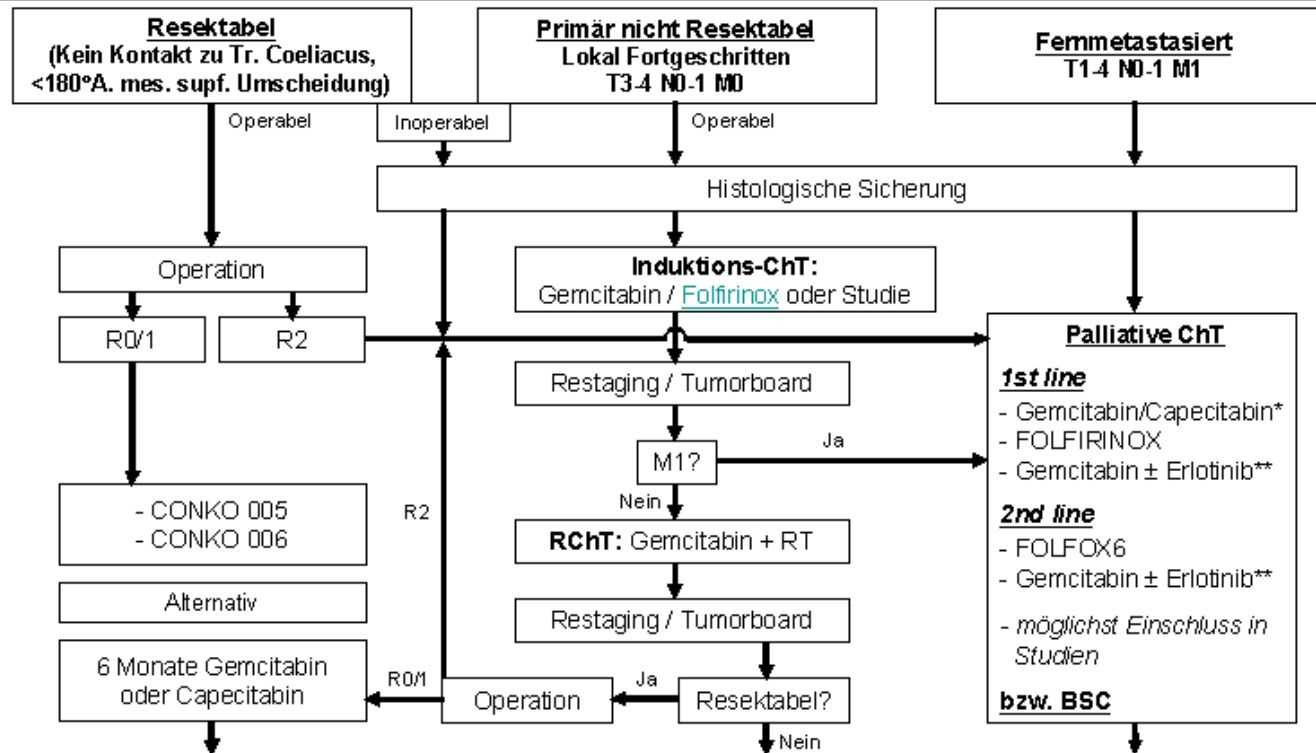 Resektabel
(Kein Kontakt zu Tr. Coeliacus,
<180°A. mes. supf. Umscheidung)
Primär nicht Resektabel
Lokal Fortgeschritten
T3-4 N0-1 M0
Fernmetastasiert
T1-4 N0-1 M1
Operabel
Inoperabel
Operabel
Histologische Sicherung
Operation
R0/1
R2
Induktions-ChT:
Gemcitabin / Folfirinox oder Studie
Restaging / Tumorboard
M1?
Ja
Nein
RChT: Gemcitabin + RT
Restaging / Tumorboard
Resektabel?
Ja
Nein
Operation
R0/1
R2
- CONKO 005
- CONKO 006
Alternativ
6 Monate Gemcitabin
oder Capecitabin
Palliative ChT
1st line
- Gemcitabin/Capecitabin*
- FOLFIRINOX
- Gemcitabin ± Erlotinib**
2nd line
- FOLFOX6
- Gemcitabin ± Erlotinib**
- möglichst Einschluss in
Studien
bzw. BSC